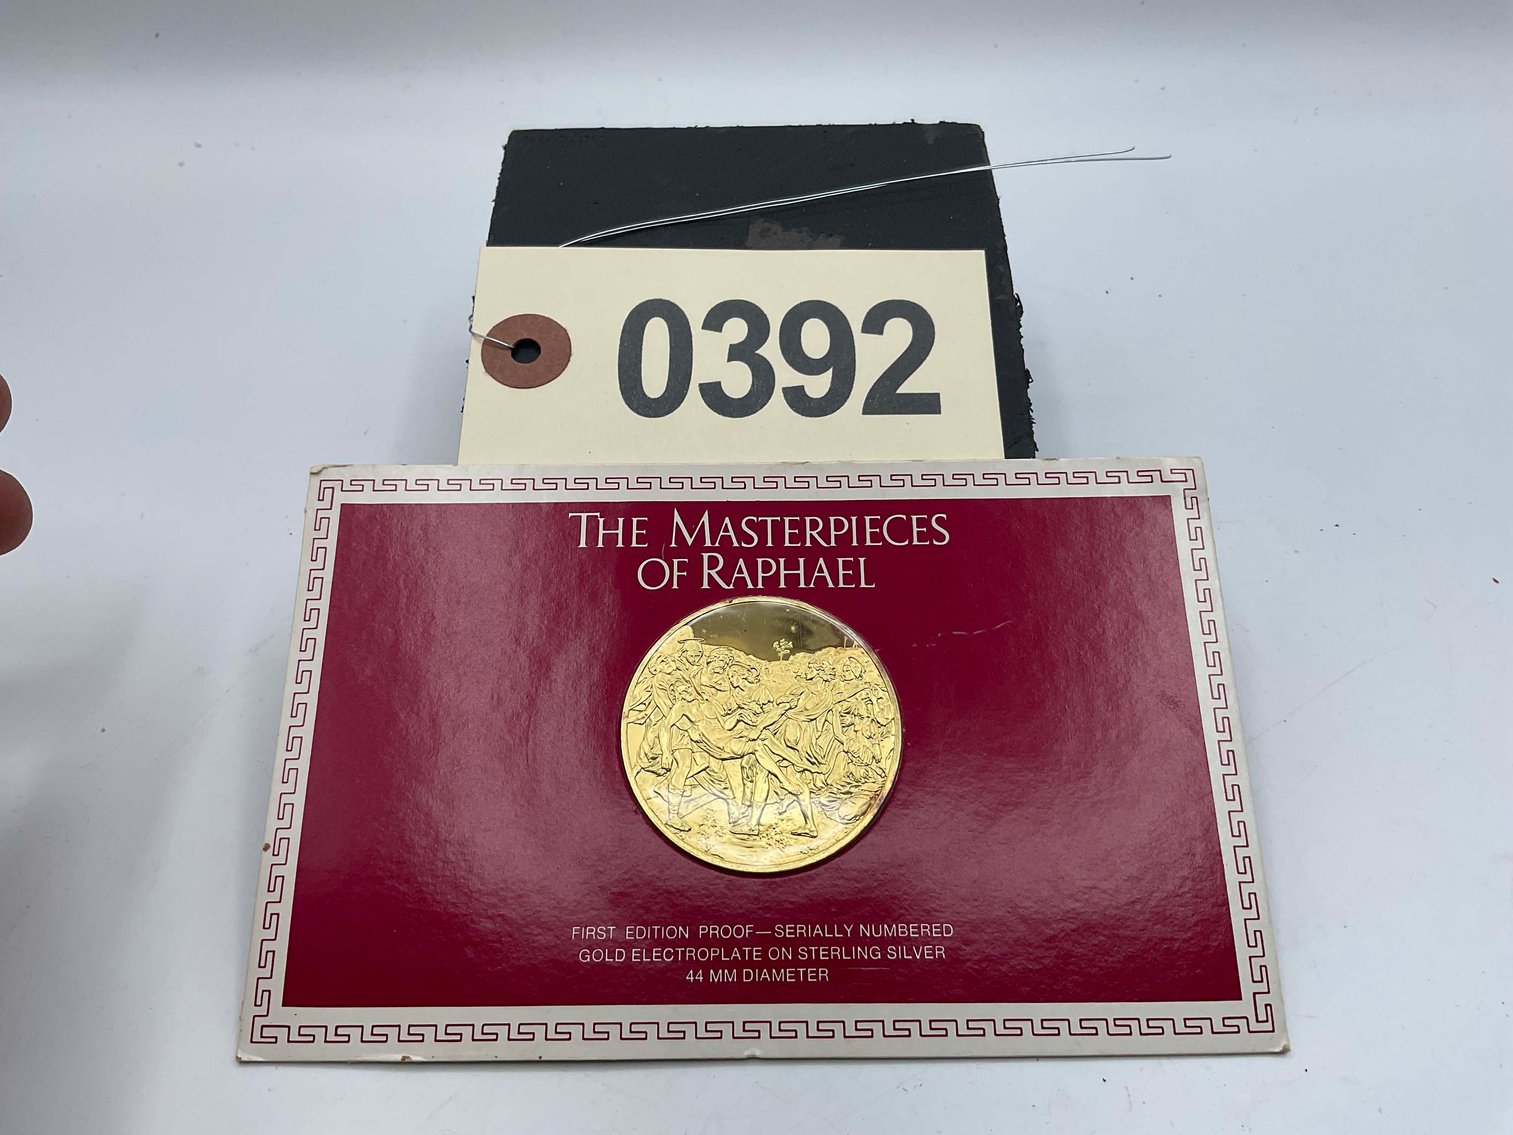 0392
THE MASTERPIECES
OF RAPHAEL
FIRST EDITION PROOF—SERIALLY NUMBERED
GOLD ELECTROPLATE ON STERLING SILVER
44 MM DIAMETER